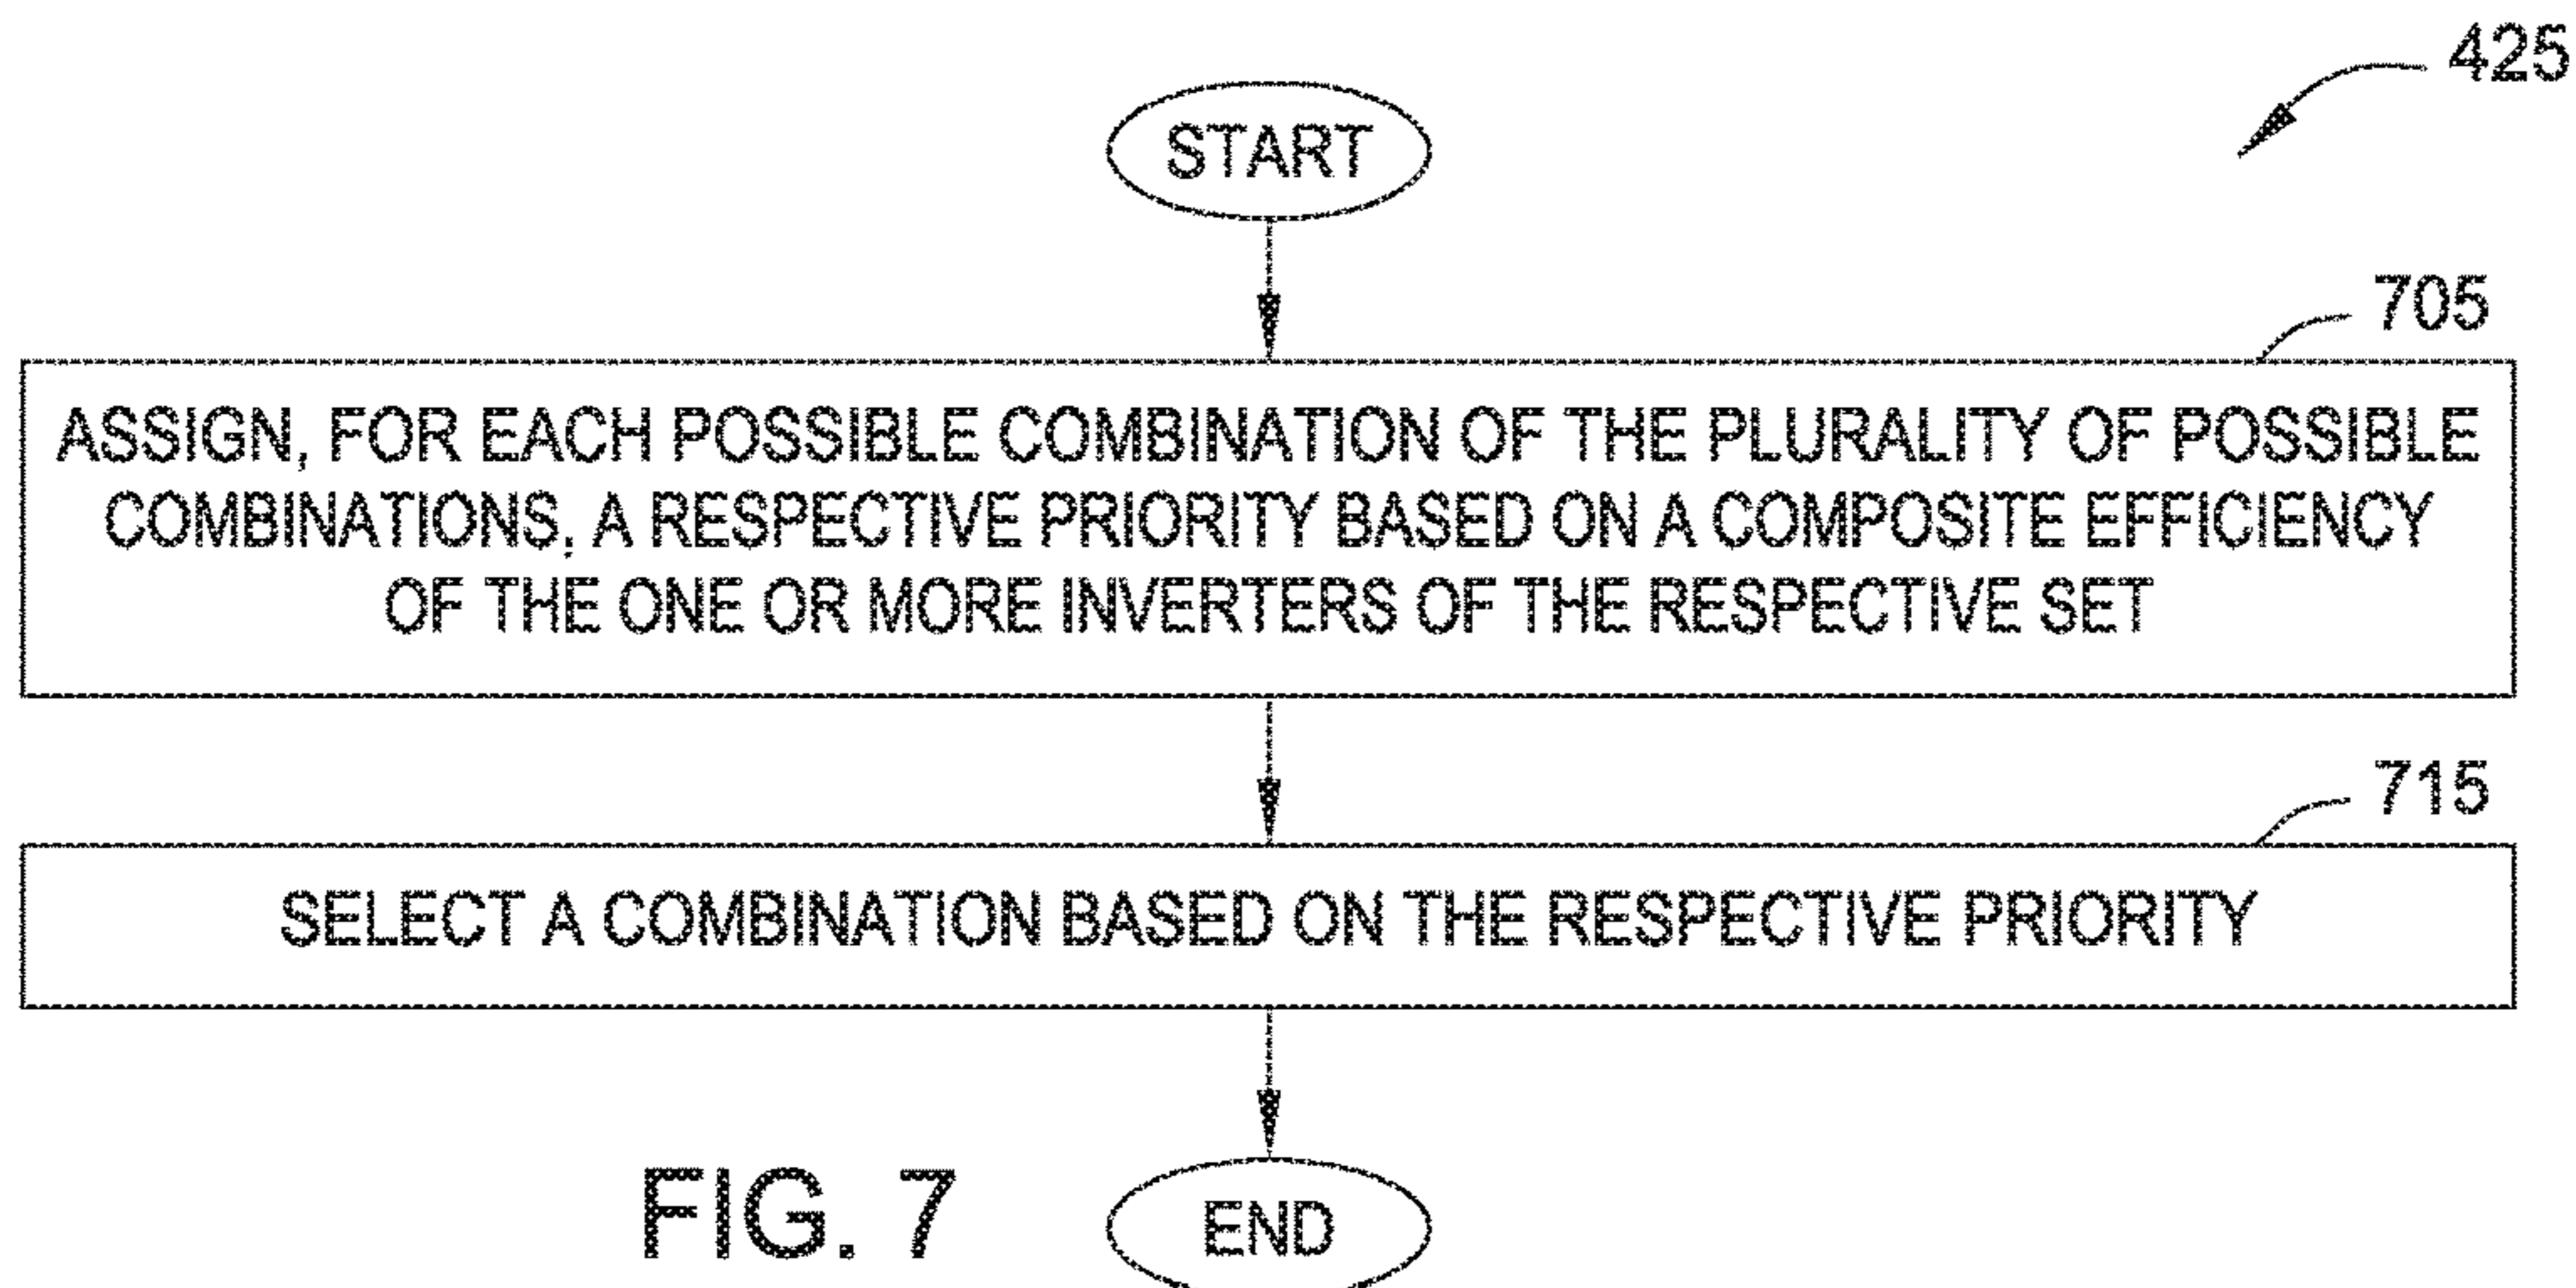 425
START
705
ASSIGN, FOR EACH POSSIBLE COMBINATION OF THE PLURALITY OF POSSIBLE
COMBINATIONS, A RESPECTIVE PRIORITY BASED ON A COMPOSITE EFFICIENCY
OF THE ONE OR MORE INVERTERS OF THE RESPECTIVE SET
715
SELECT A COMBINATION BASED ON THE RESPECTIVE PRIORITY
FIG. 7
END